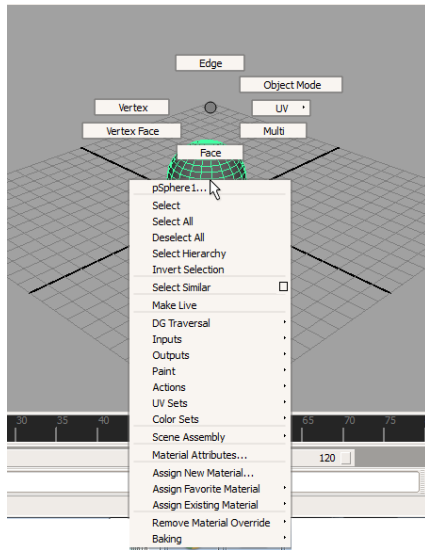 Edge
Object Mode
Vertex
UV
Vertex Face
Multi
Face
pSphere1...
Select
Select All
Deselect All
Select Hierarchy
Invert Selection
Select Similar
Make Live
DG Traversal
Inputs
Outputs
Paint
Actions
UV Sets
Color Sets
30 35 40 65 70 75
Scene Assembly
Material Attributes...
120
Assign New Material...
Assign Favorite Material
Assign Existing Material
Remove Material Override
Baking